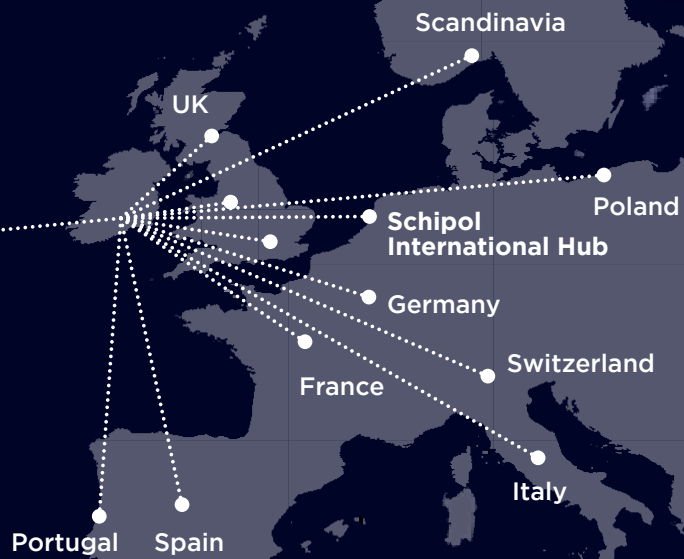 Scandinavia
UK
Poland
Schipol
International Hub
Germany
Switzerland
France
Italy
Portugal
Spain